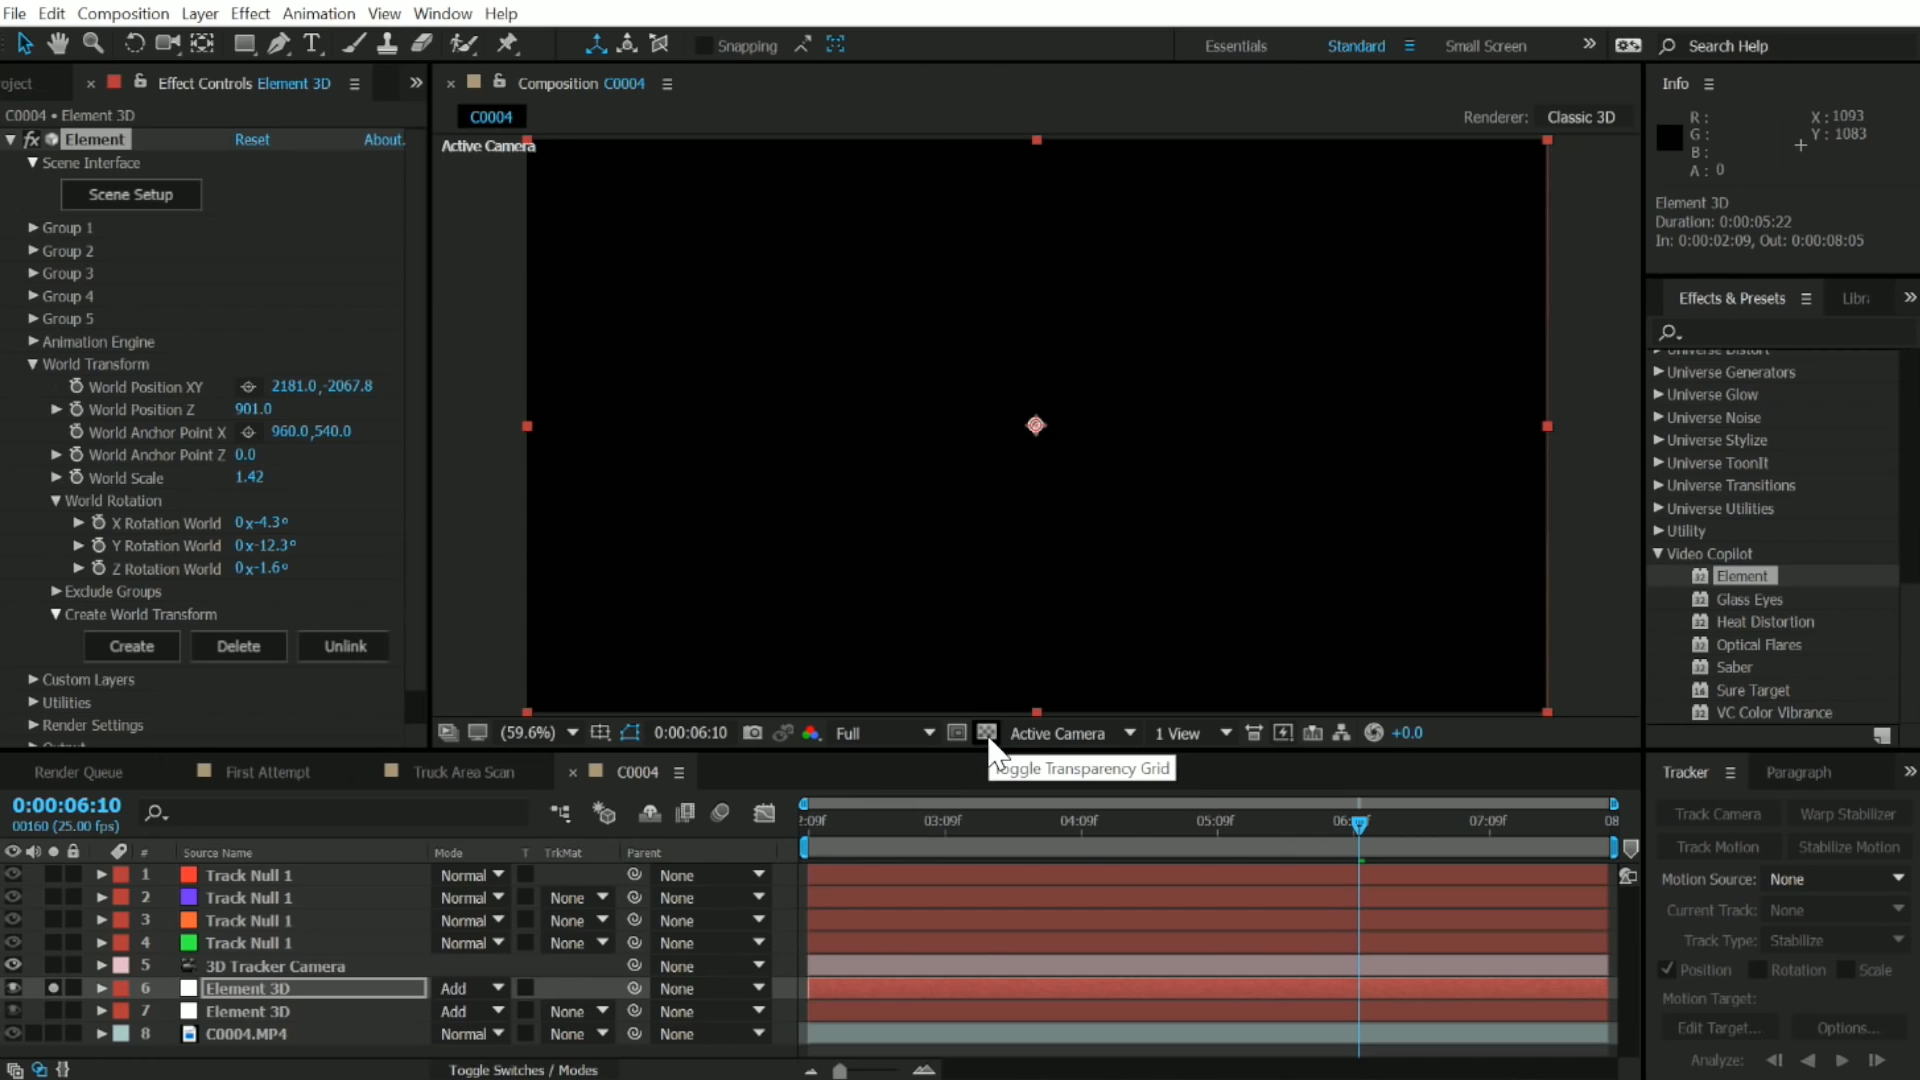 File Edit Composition Layer Effect Animation View Window Help
Snapping
Essentials Standard Small Screen Search Help
oject Effect Controls Element 3D
Composition C0004
Info
C0004 • Element 3D
C0004
Renderer: Classic 3D
Element Reset About.
Active Camera
Scene Interface
Scene Setup
Group 1
Group 2
Group 3
Group 4
Group 5
Animation Engine
World Transform
World Position XY 2181.0,-2067.8
World Position Z 901.0
World Anchor Point X 960.0,540.0
World Anchor Point Z 0.0
World Scale 1.42
World Rotation
X Rotation World 0x-4.3°
Y Rotation World 0x-12.3°
Z Rotation World 0x-1.6°
Exclude Groups
Create World Transform
Create Delete Unlink
Custom Layers
Utilities
Render Settings
(59.6%) 0:00:06:10 Full Active Camera 1 View +0.0
Toggle Transparency Grid
R: X: 1093
G: Y: 1083
B:
A: 0
Element 3D
Duration: 0:00:05:22
In: 0:00:02:09, Out: 0:00:08:05
Effects & Presets Libra
Universe Distort
Universe Generators
Universe Glow
Universe Noise
Universe Stylize
Universe ToonIt
Universe Transitions
Universe Utilities
Utility
Video Copilot
32 Element
32 Glass Eyes
32 Heat Distortion
32 Optical Flares
32 Saber
16 Sure Target
32 VC Color Vibrance
Render Queue First Attempt Truck Area Scan C0004
0:00:06:10
00160 (25.00 fps)
2:09f 03:09f 04:09f 05:09f 06: 07:09f 08
# Source Name Mode T TrkMat Parent
1 Track Null 1 Normal None
2 Track Null 1 Normal None None
3 Track Null 1 Normal None None
4 Track Null 1 Normal None None
5 3D Tracker Camera None
6 Element 3D Add None
7 Element 3D Add None None
8 C0004.MP4 Normal None None
Toggle Switches / Modes
Tracker Paragraph
Track Camera Warp Stabilizer
Track Motion Stabilize Motion
Motion Source: None
Current Track: None
Track Type: Stabilize
Position Rotation Scale
Motion Target:
Edit Target... Options...
Analyze: